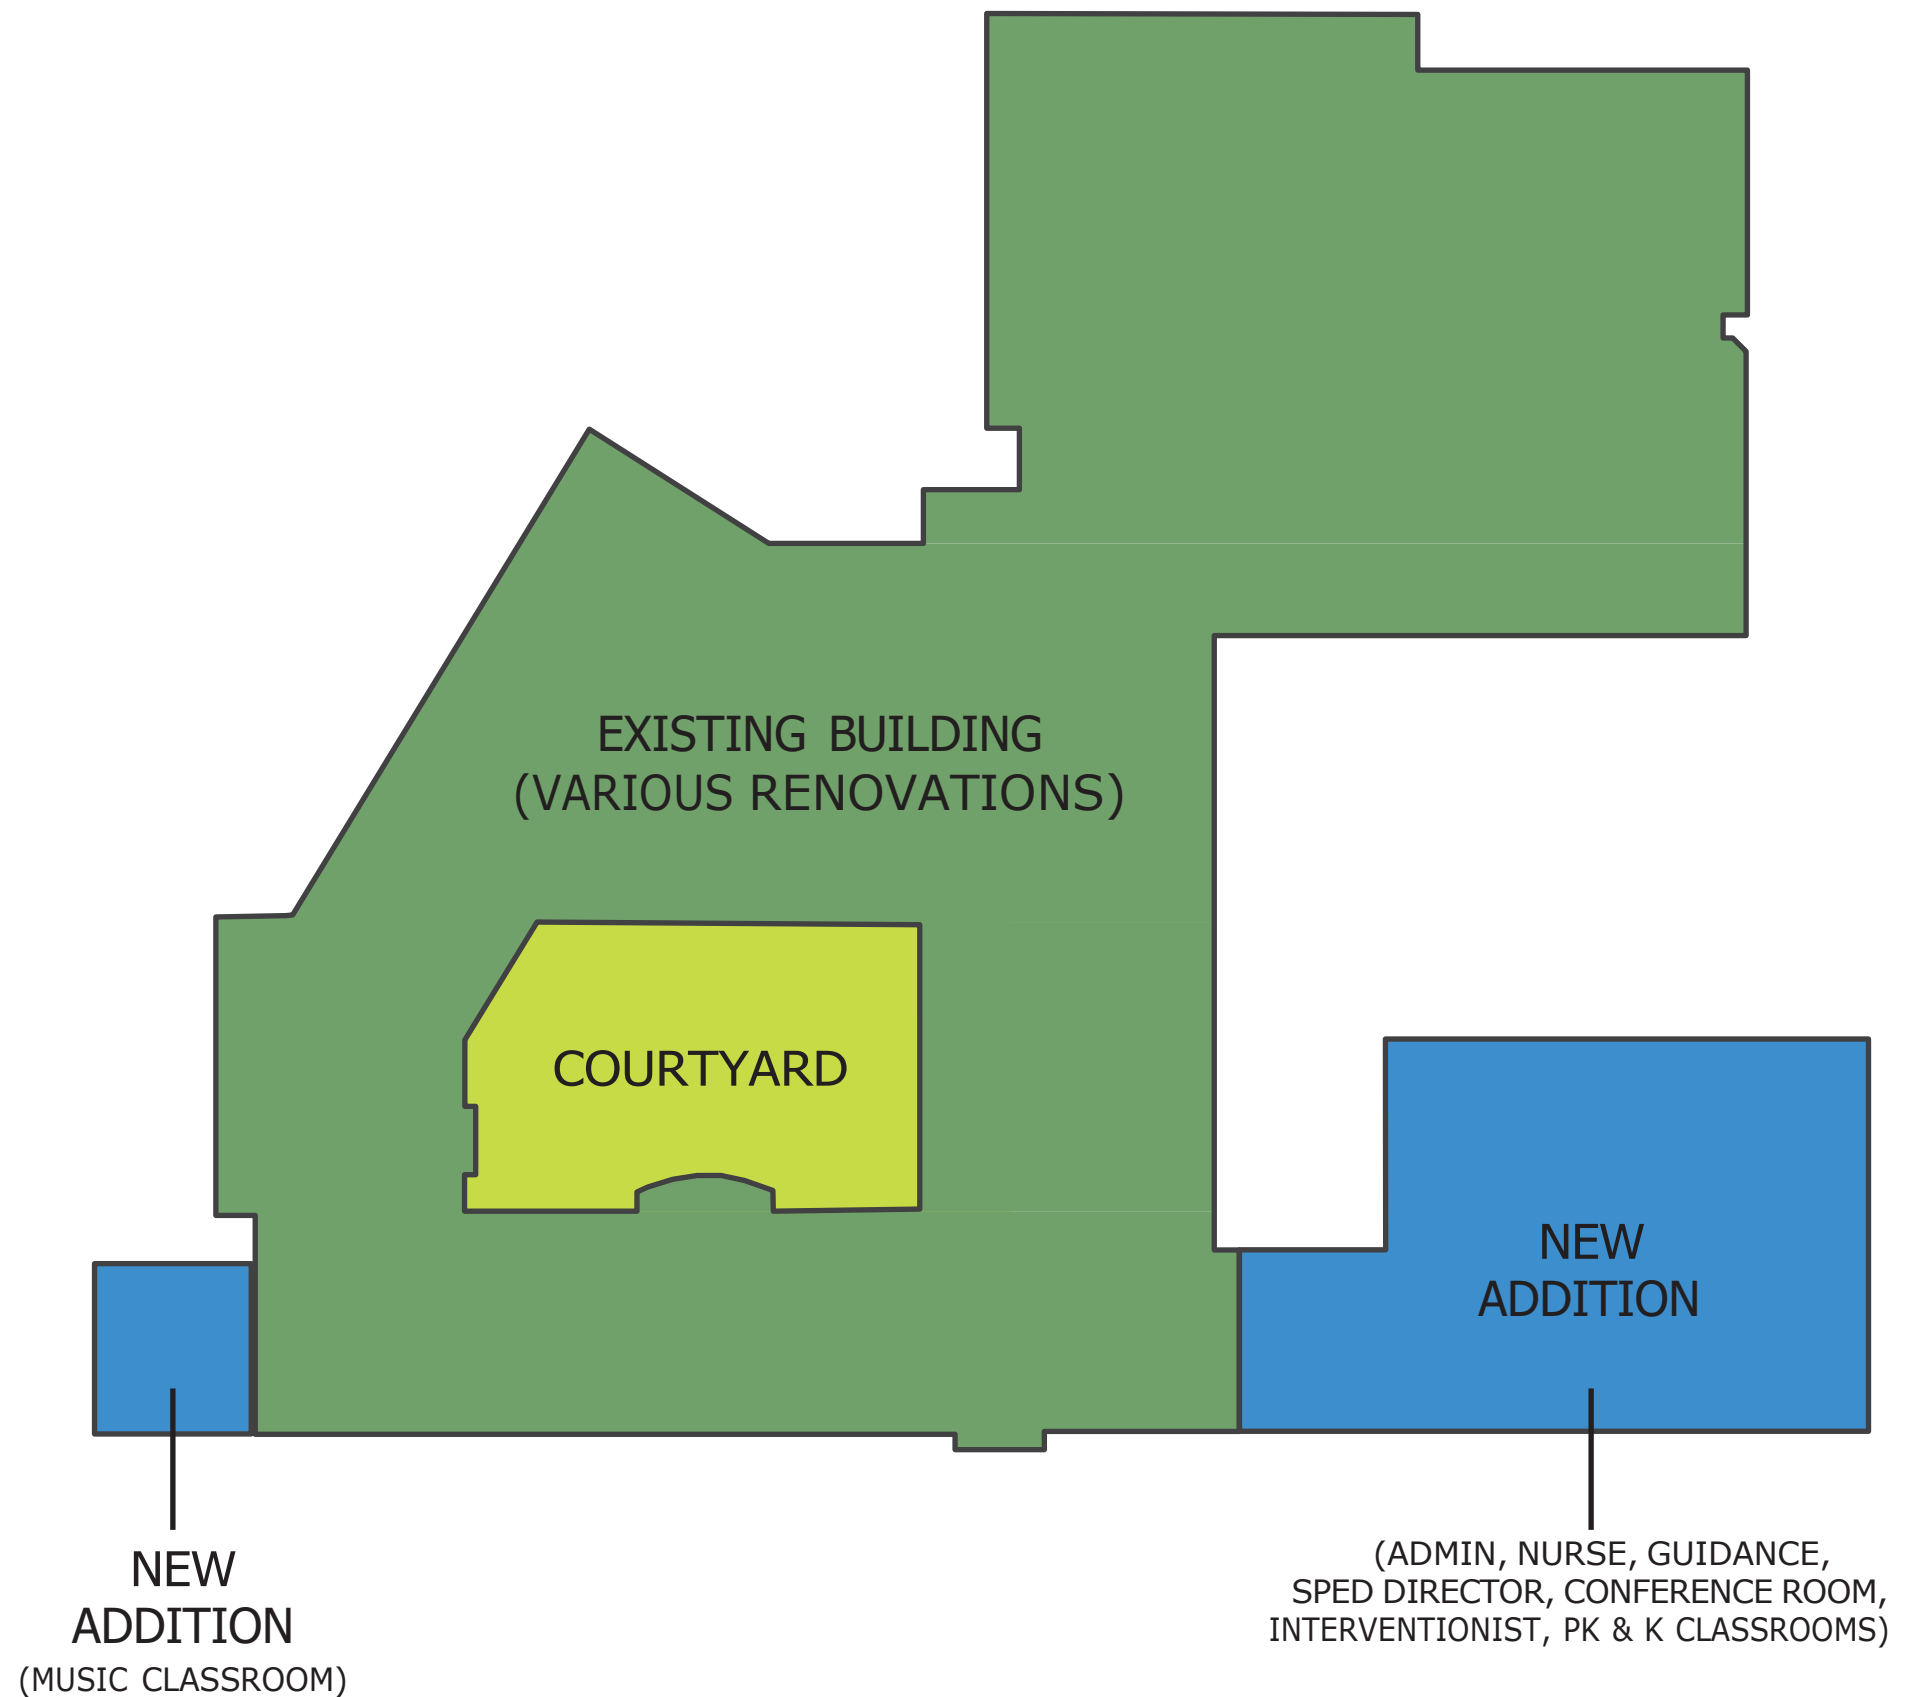 EXISTING BUILDING
(VARIOUS RENOVATIONS)
COURTYARD
NEW
ADDITION
(ADMIN, NURSE, GUIDANCE,
SPED DIRECTOR, CONFERENCE ROOM,
INTERVENTIONIST, PK & K CLASSROOMS)
NEW
ADDITION
(MUSIC CLASSROOM)